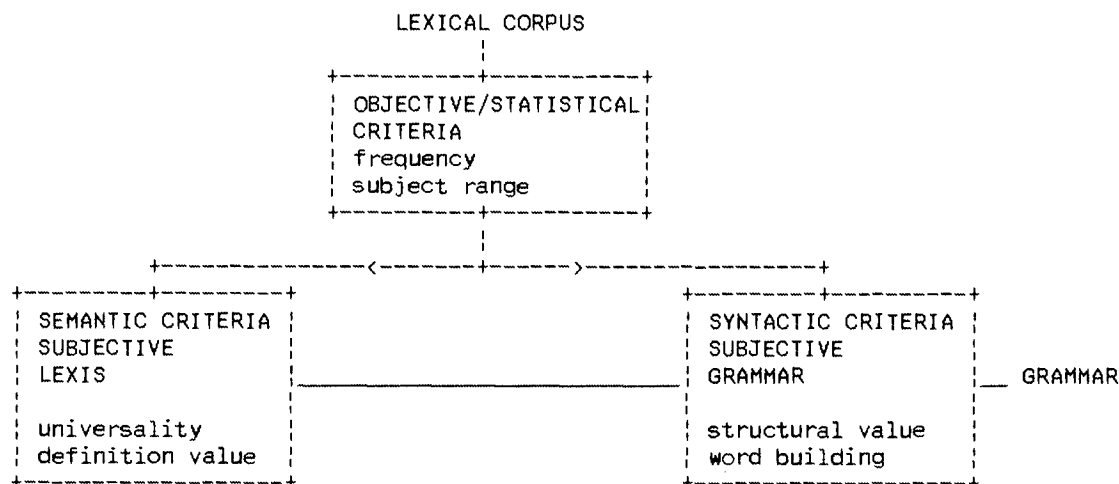 LEXICAL CORPUS
OBJECTIVE/STATISTICAL
CRITERIA
frequency
subject range
SEMANTIC CRITERIA
SUBJECTIVE
LEXIS
universality
definition value
SYNTACTIC CRITERIA
SUBJECTIVE
GRAMMAR
structural value
word building
GRAMMAR